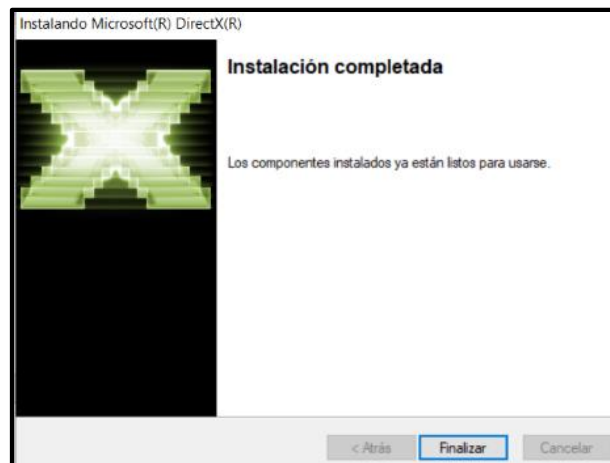 Instalando Microsoft(R) DirectX(R)
Instalación completada
Los componentes instalados ya están listos para usarse.
< Atrás
Finalizar
Cancelar